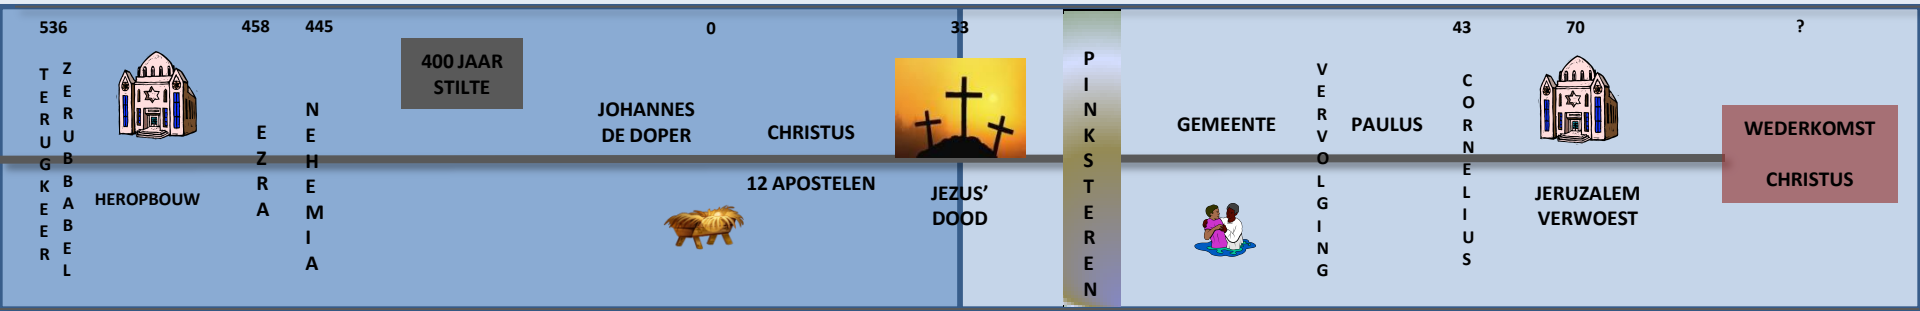 536
458
445
0
33
43
70
?
TERUGKEER
ZERUBBABEL
HEROPBOUW
EZRA
NEHEMIA
400 JAAR
STILTE
JOHANNES
DE DOPER
CHRISTUS
12 APOSTELEN
JEZUS’
DOOD
PINKSTEREN
GEMEENTE
VERVOLGING
PAULUS
CORNELIUS
JERUZALEM
VERWOEST
WEDERKOMST
CHRISTUS